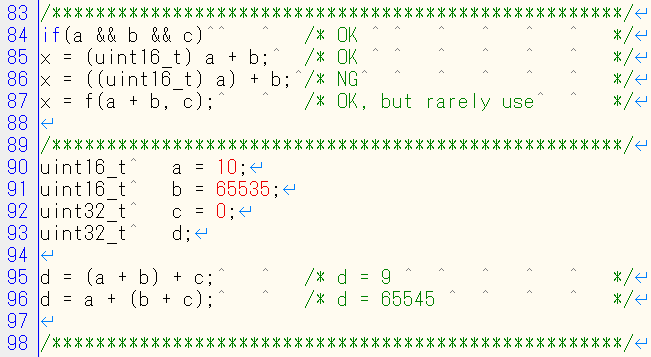 83 /****************************************************/↵
84 if(a && b && c)^^ ^ /* OK ^ ^ ^ ^ ^ ^ */↵
85 x = (uint16_t) a + b;^ /* OK ^ ^ ^ ^ ^ */↵
86 x = ((uint16_t) a) + b;^/* NG^ ^ ^ ^ ^ ^ */↵
87 x = f(a + b, c);^ ^ /* OK, but rarely use^ ^ */↵
88 ↵
89 /****************************************************/↵
90 uint16_t^ a = 10;↵
91 uint16_t^ b = 65535;↵
92 uint32_t^ c = 0;↵
93 uint32_t^ d;↵
94 ↵
95 d = (a + b) + c;^ ^ /* d = 9 ^ ^ ^ ^ ^ */↵
96 d = a + (b + c);^ ^ /* d = 65545 ^ ^ ^ ^ */↵
97 ↵
98 /****************************************************/↵